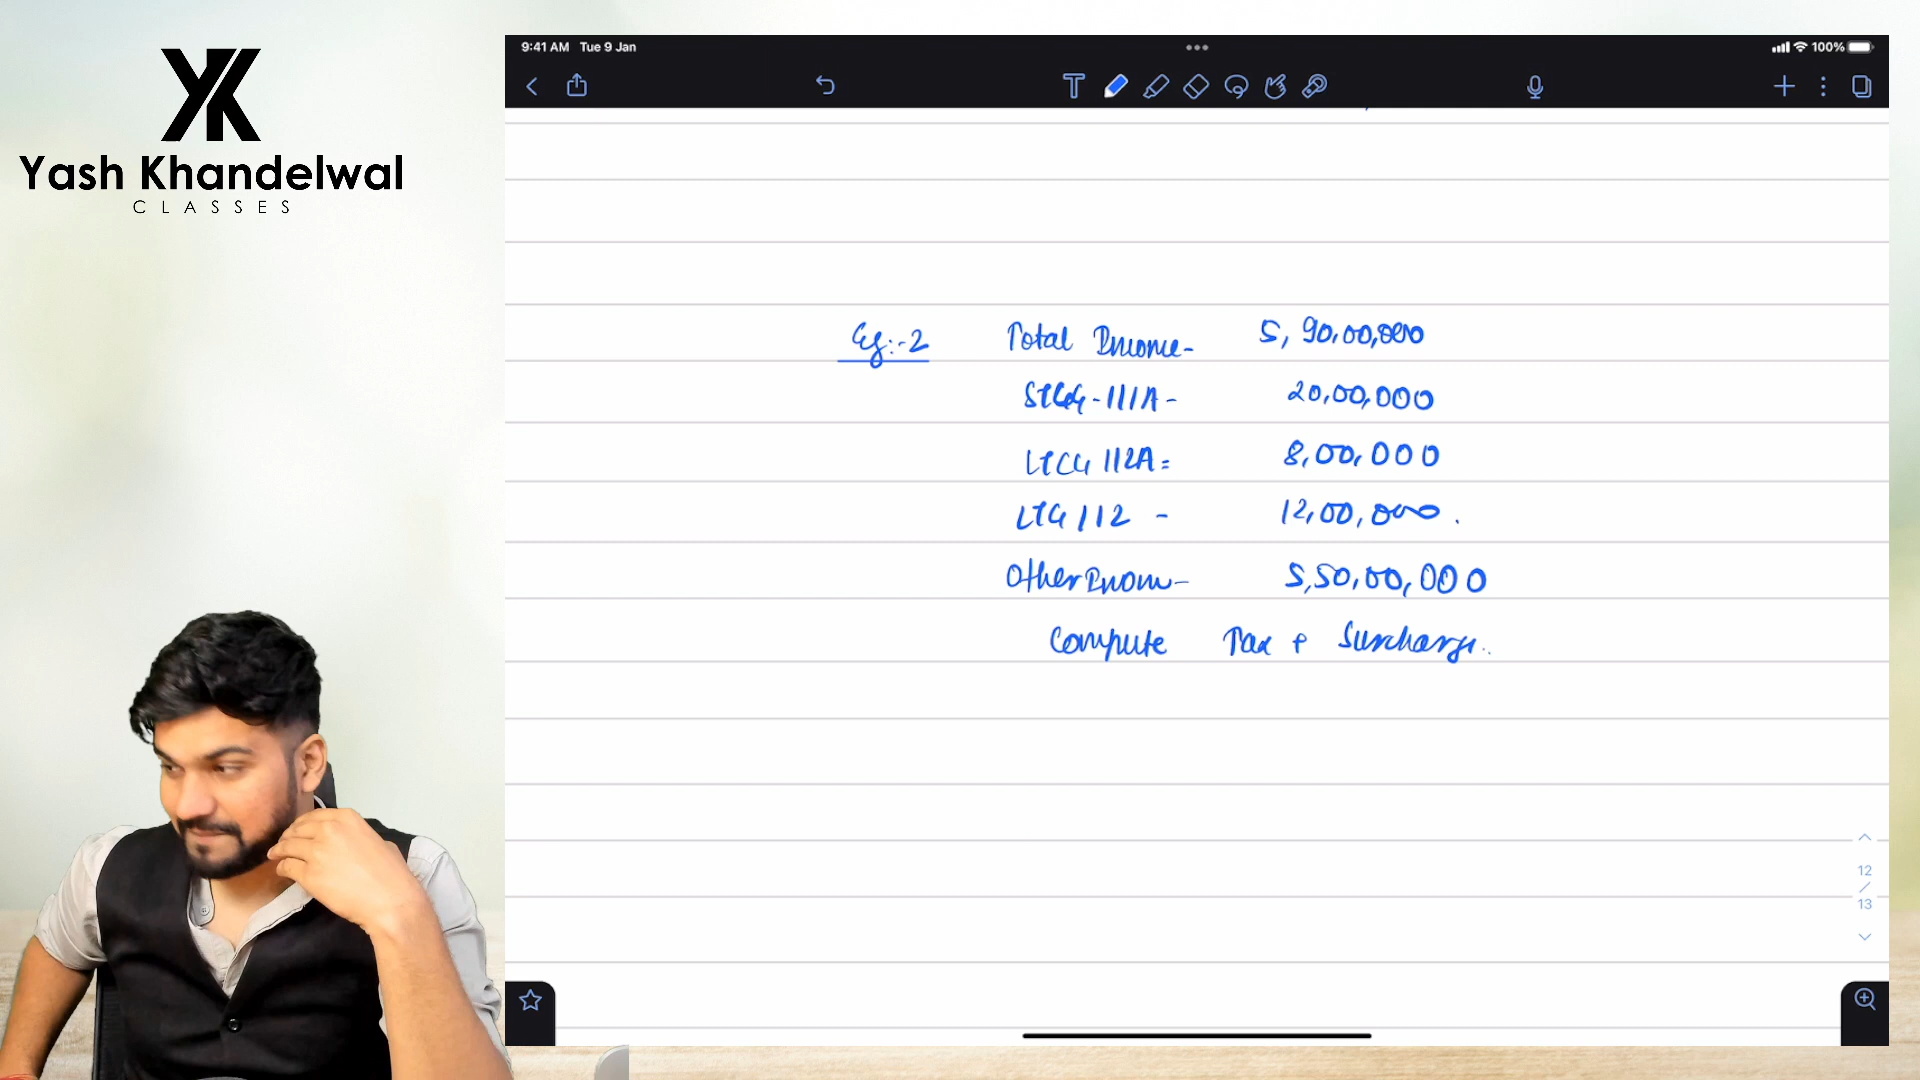 YK
Yash Khandelwal
CLASSES
9:41 AM Tue 9 Jan
100%
Eg:-2 Total Income- 5,90,00,000
STCG-111A- 20,00,000
LTCG 112A= 8,00,000
LTCG 112 - 12,00,000.
Other Income- 5,50,00,000
Compute Tax & Surcharge..
12
/
13